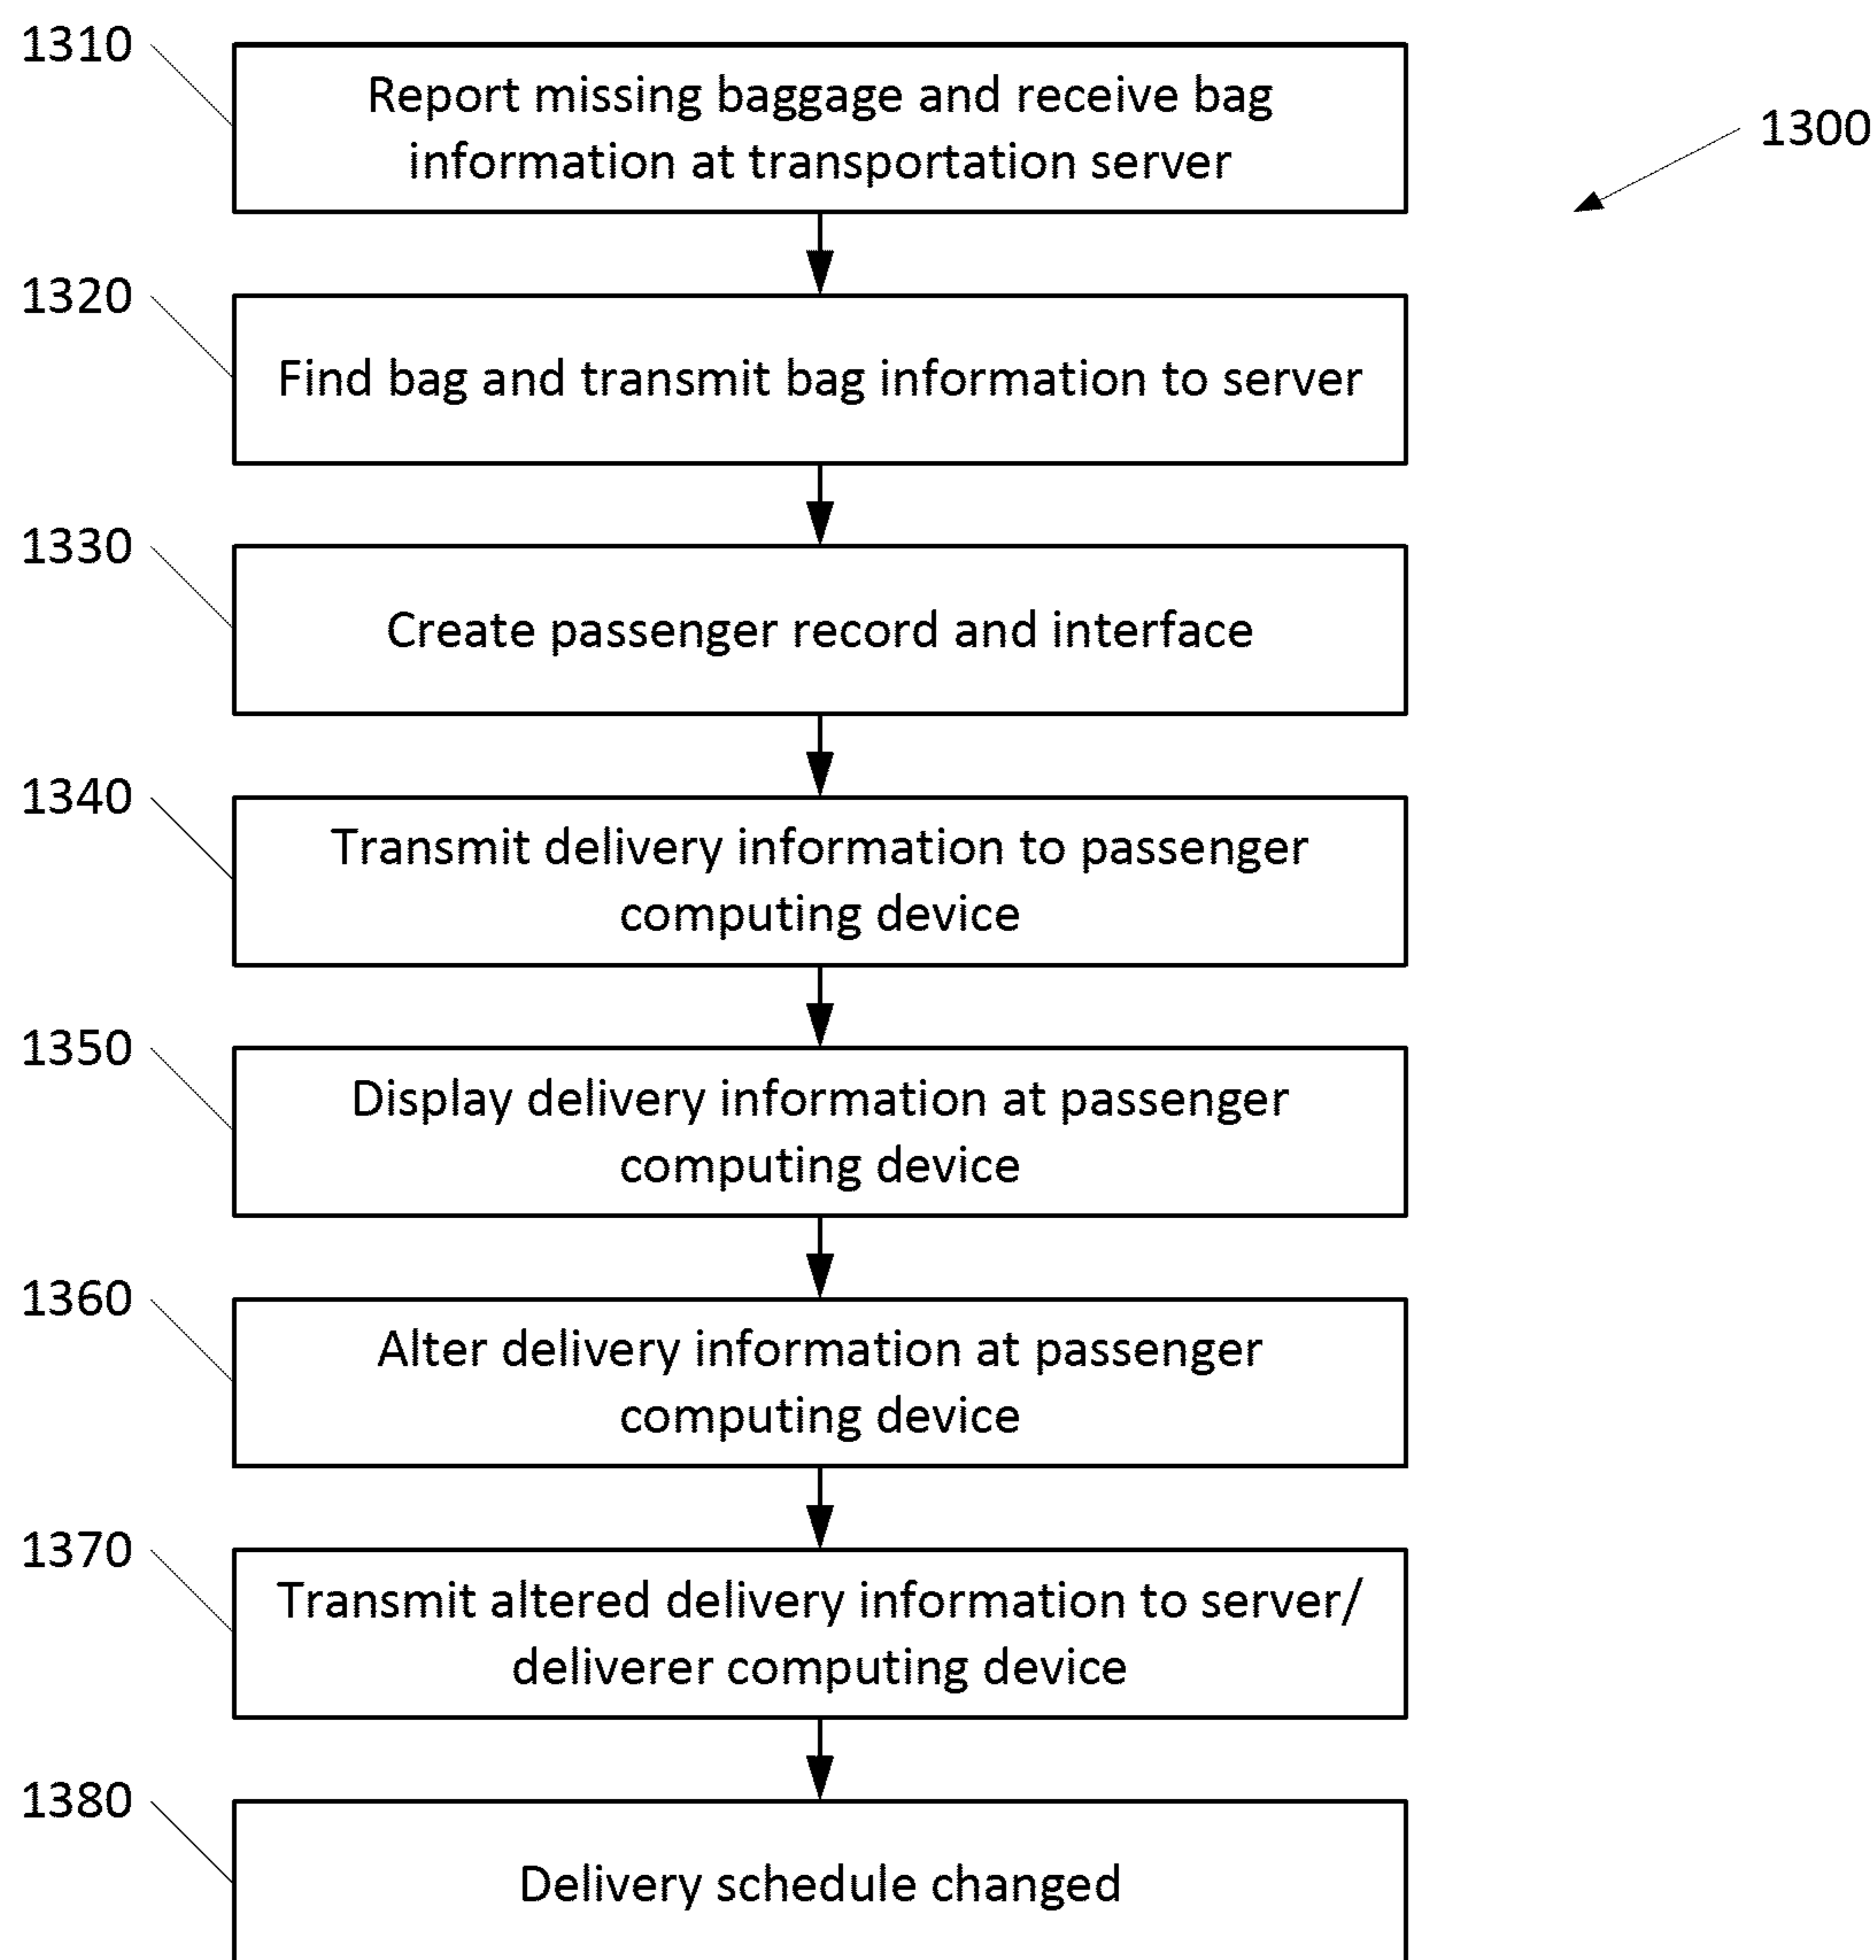 1310
Report missing baggage and receive bag
information at transportation server
1300
1320
Find bag and transmit bag information to server
1330
Create passenger record and interface
1340
Transmit delivery information to passenger
computing device
1350
Display delivery information at passenger
computing device
1360
Alter delivery information at passenger
computing device
1370
Transmit altered delivery information to server/
deliverer computing device
1380
Delivery schedule changed